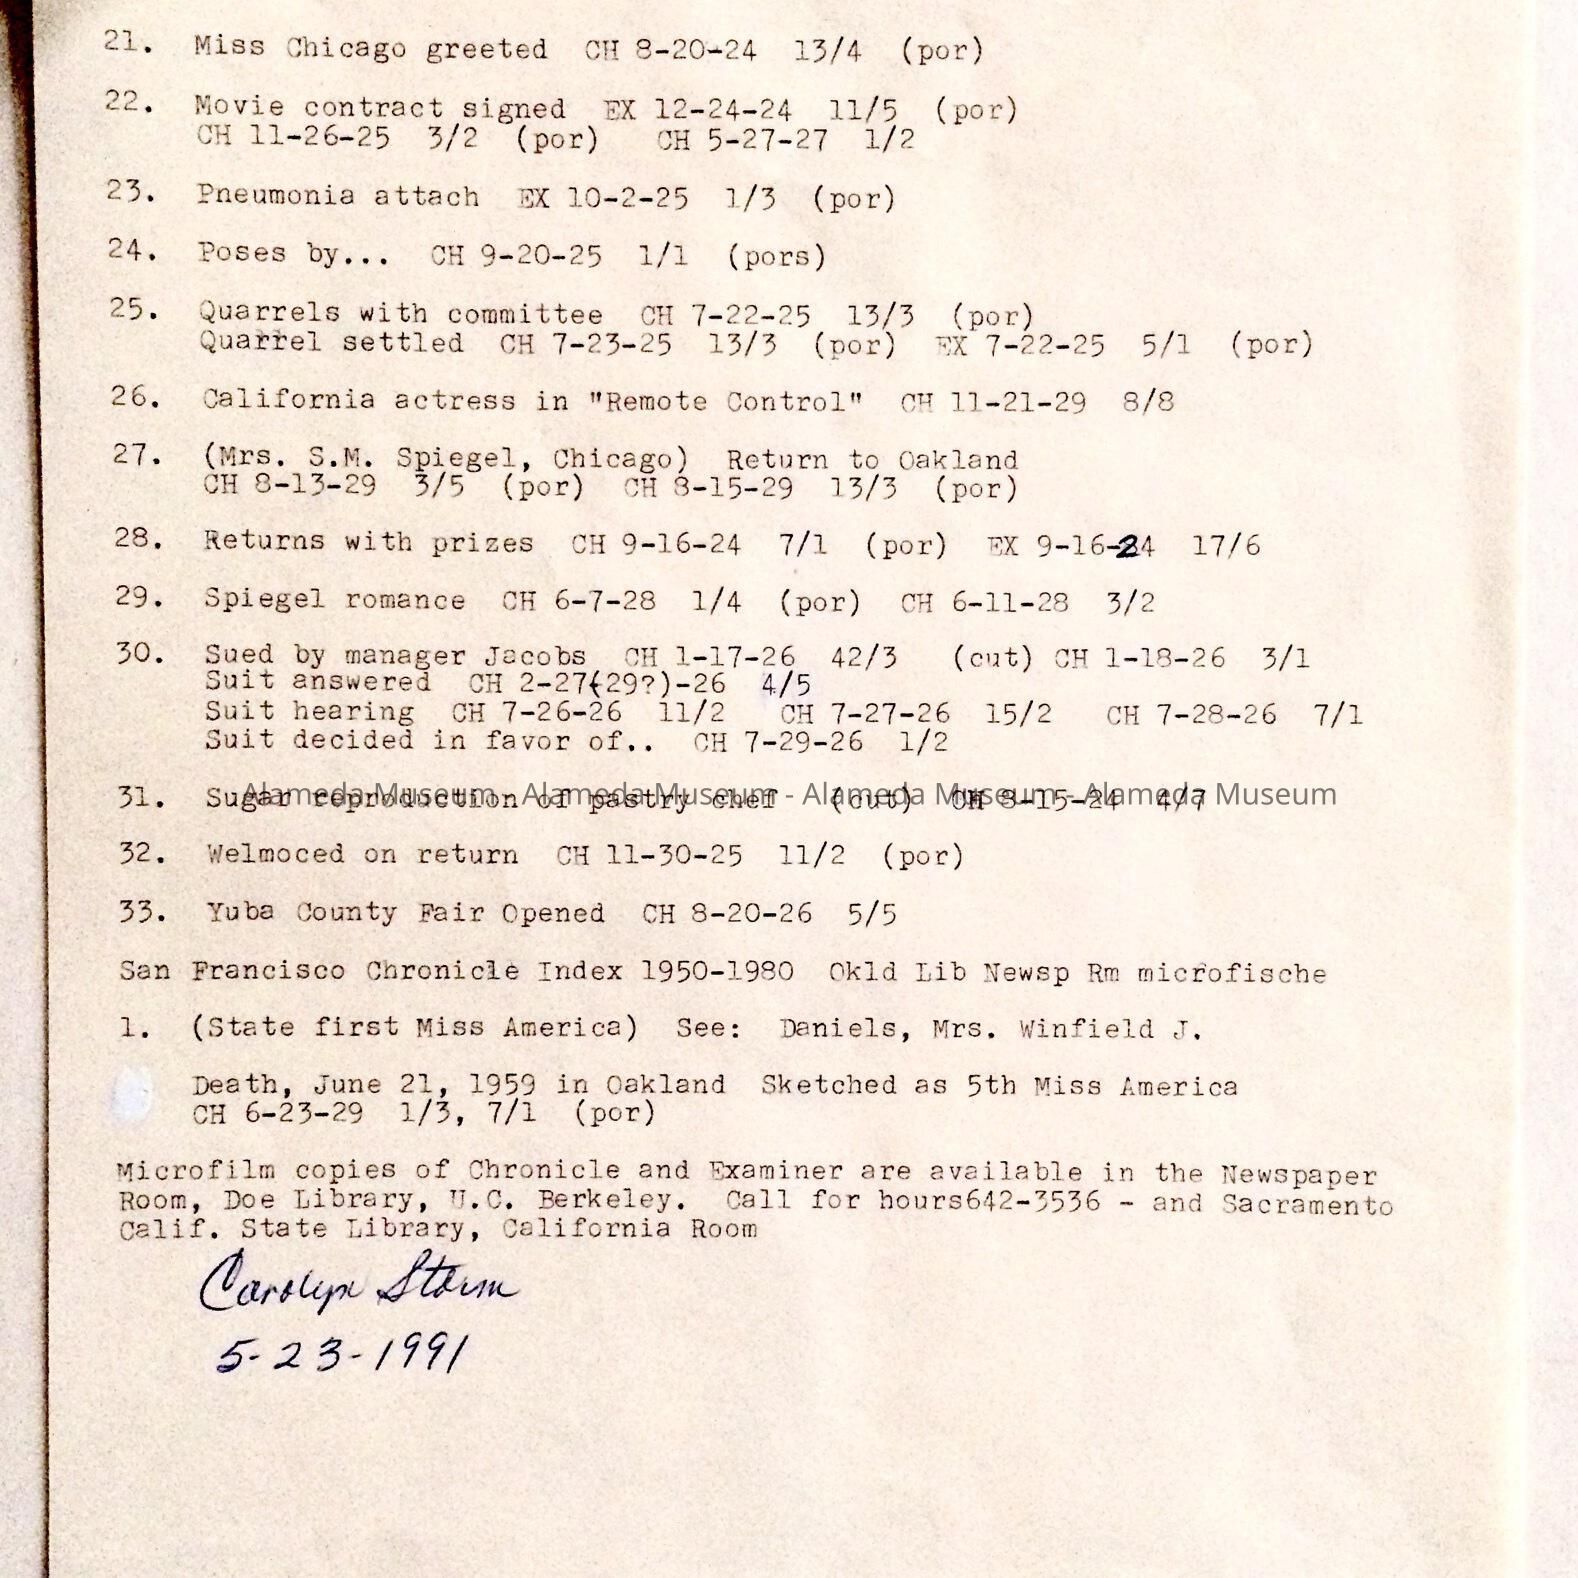 21. Miss Chicago greeted CH 8-20-24 13/4 (por)
22. Movie contract signed EX 12-24-24 11/5 (por)
CH 11-26-25 3/2 (por) CH 5-27-27 1/2
23. Pneumonia attach EX 10-2-25 1/3 (por)
24. Poses by... CH 9-20-25 1/1 (pors)
25. Quarrels with committee CH 7-22-25 13/3 (por)
Quarrel settled CH 7-23-25 13/3 (por) EX 7-22-25 5/1 (por)
26. California actress in "Remote Control" CH 11-21-29 8/8
27. (Mrs. S.M. Spiegel, Chicago) Return to Oakland
CH 8-13-29 3/5 (por) CH 8-15-29 13/3 (por)
28. Returns with prizes CH 9-16-24 7/1 (por) EX 9-16-24 17/6
29. Spiegel romance CH 6-7-28 1/4 (por) CH 6-11-28 3/2
30. Sued by manager Jacobs CH 1-17-26 42/3 (cut) CH 1-18-26 3/1
Suit answered CH 2-27(29?)-26 4/5
Suit hearing CH 7-26-26 11/2 CH 7-27-26 15/2 CH 7-28-26 7/1
Suit decided in favor of.. CH 7-29-26 1/2
31. Sugar reproduction of pastry chef (cut) CH 8-15-24 4/7
Alameda Museum - Alameda Museum - Alameda Museum - Alameda Museum
32. Welmoced on return CH 11-30-25 11/2 (por)
33. Yuba County Fair Opened CH 8-20-26 5/5
San Francisco Chronicle Index 1950-1980 Okld Lib Newsp Rm microfische
1. (State first Miss America) See: Daniels, Mrs. Winfield J.
Death, June 21, 1959 in Oakland Sketched as 5th Miss America
CH 6-23-29 1/3, 7/1 (por)
Microfilm copies of Chronicle and Examiner are available in the Newspaper
Room, Doe Library, U.C. Berkeley. Call for hours642-3536 - and Sacramento
Calif. State Library, California Room
Carolyn Storm
5-23-1991